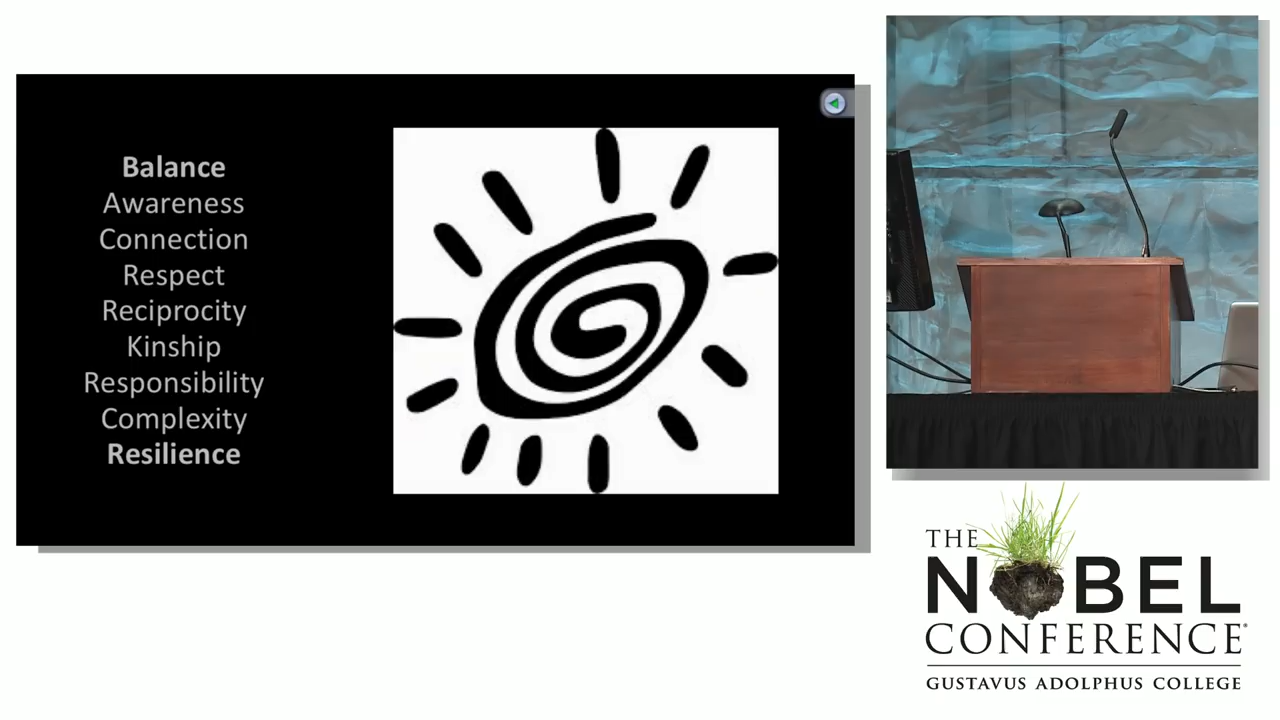 Balance
Awareness
Connection
Respect
Reciprocity
Kinship
Responsibility
Complexity
Resilience
THE
NOBEL
CONFERENCE®
GUSTAVUS ADOLPHUS COLLEGE